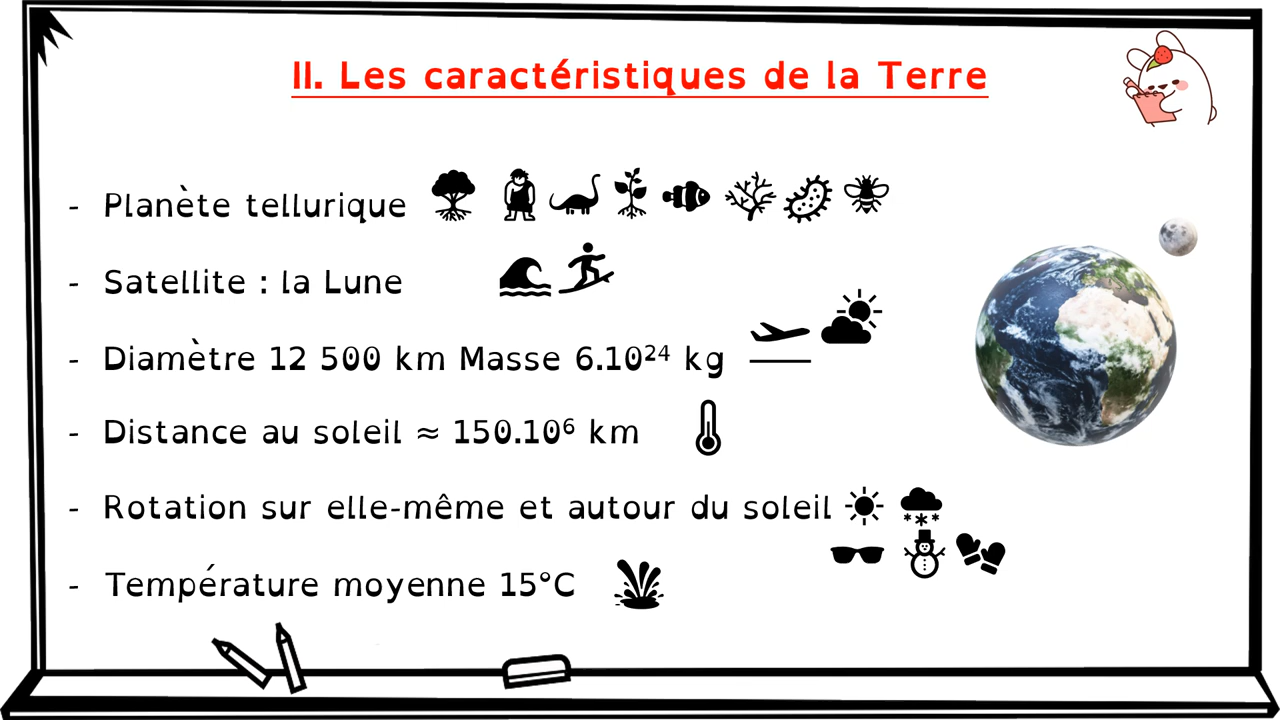 II. Les caractéristiques de la Terre
- Planète tellurique
- Satellite : la Lune
- Diamètre 12 500 km Masse 6.10²⁴ kg
- Distance au soleil ≈ 150.10⁶ km
- Rotation sur elle-même et autour du soleil
- Température moyenne 15°C